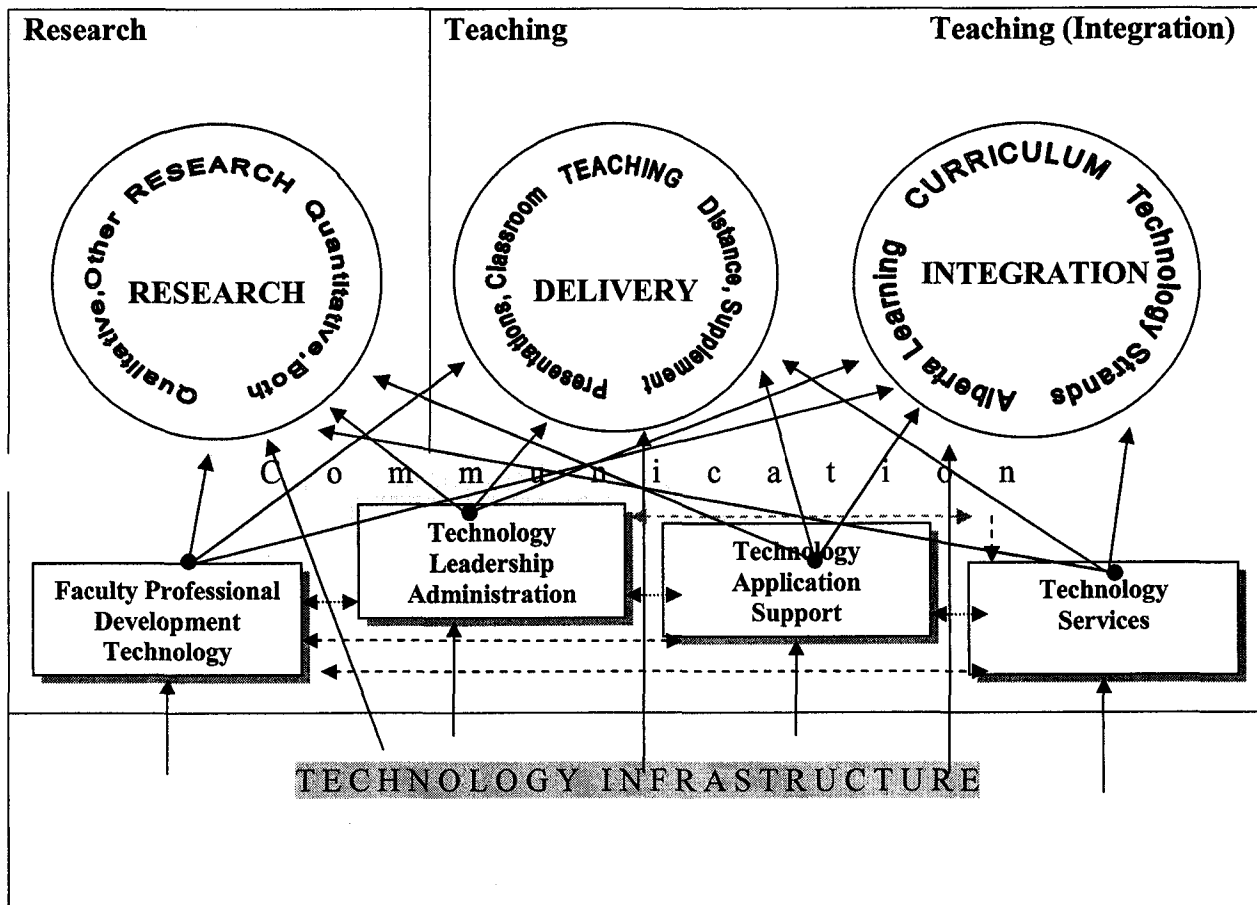 Research
Teaching
Teaching (Integration)
Qualitative, Other RESEARCH Quantitative, Both
RESEARCH
Presentations, Classroom TEACHING Distance, Supplement
DELIVERY
Alberta Learning CURRICULUM Technology Strands
INTEGRATION
Communication
Faculty Professional
Development
Technology
Technology
Leadership
Administration
Technology
Application
Support
Technology
Services
TECHNOLOGY INFRASTRUCTURE